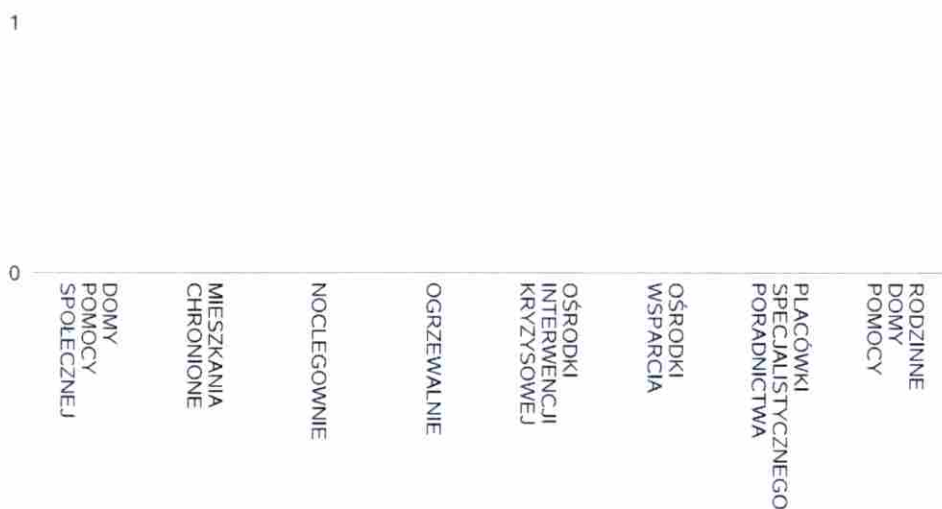 1
0
DOMY
POMOCY
SPOŁECZNEJ
MIESZKANIA
CHRONIONE
NOCLEGOWNIE
OGRZEWALNIE
OŚRODKI
INTERWENCJI
KRYZYSOWEJ
OŚRODKI
WSPARCIA
PLACÓWKI
SPECJALISTYCZNEGO
PORADNICTWA
RODZINNE
DOMY
POMOCY